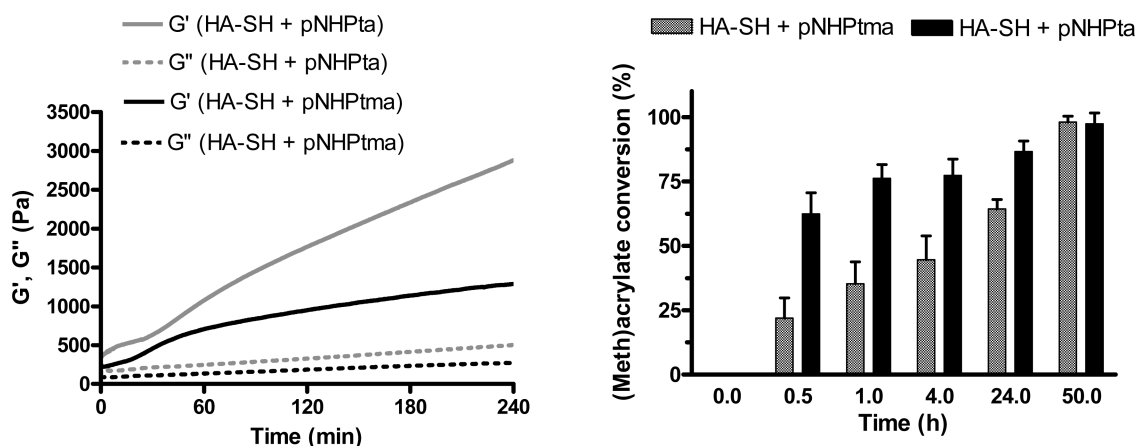 G' (HA-SH + pNHPta)
G" (HA-SH + pNHPta)
G' (HA-SH + pNHPtma)
G" (HA-SH + pNHPtma)
G', G" (Pa)
3500
3000
2500
2000
1500
1000
500
0
0 60 120 180 240
Time (min)
HA-SH + pNHPtma HA-SH + pNHPta
(Meth)acrylate conversion (%)
100
75
50
25
0
0.0 0.5 1.0 4.0 24.0 50.0
Time (h)